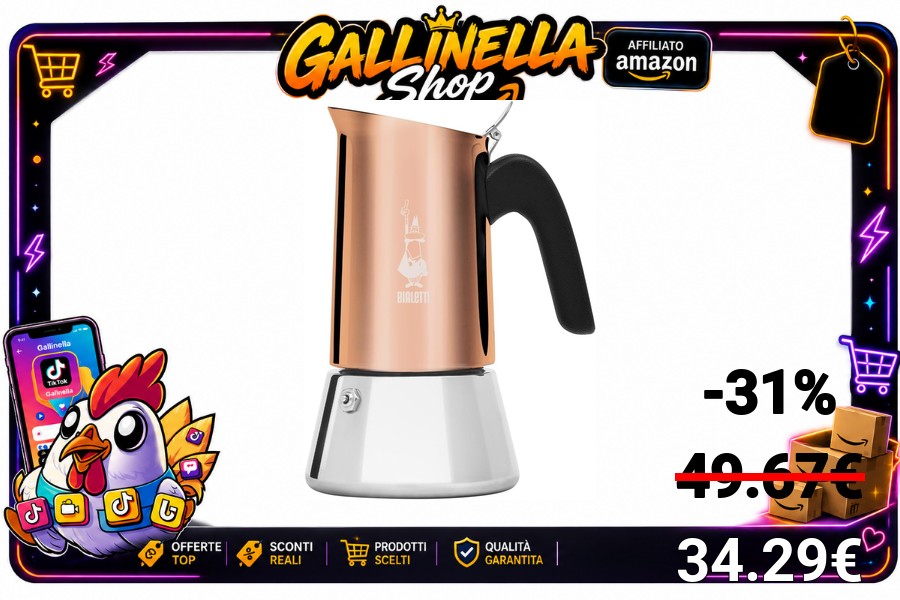 GALLINELLA
Shop
AFFILIATO
amazon
BIALETTI
Gallinella
TikTok
Gallinella
-31%
49.67€
34.29€
OFFERTE
TOP
SCONTI
REALI
PRODOTTI
SCELTI
QUALITÀ
GARANTITA